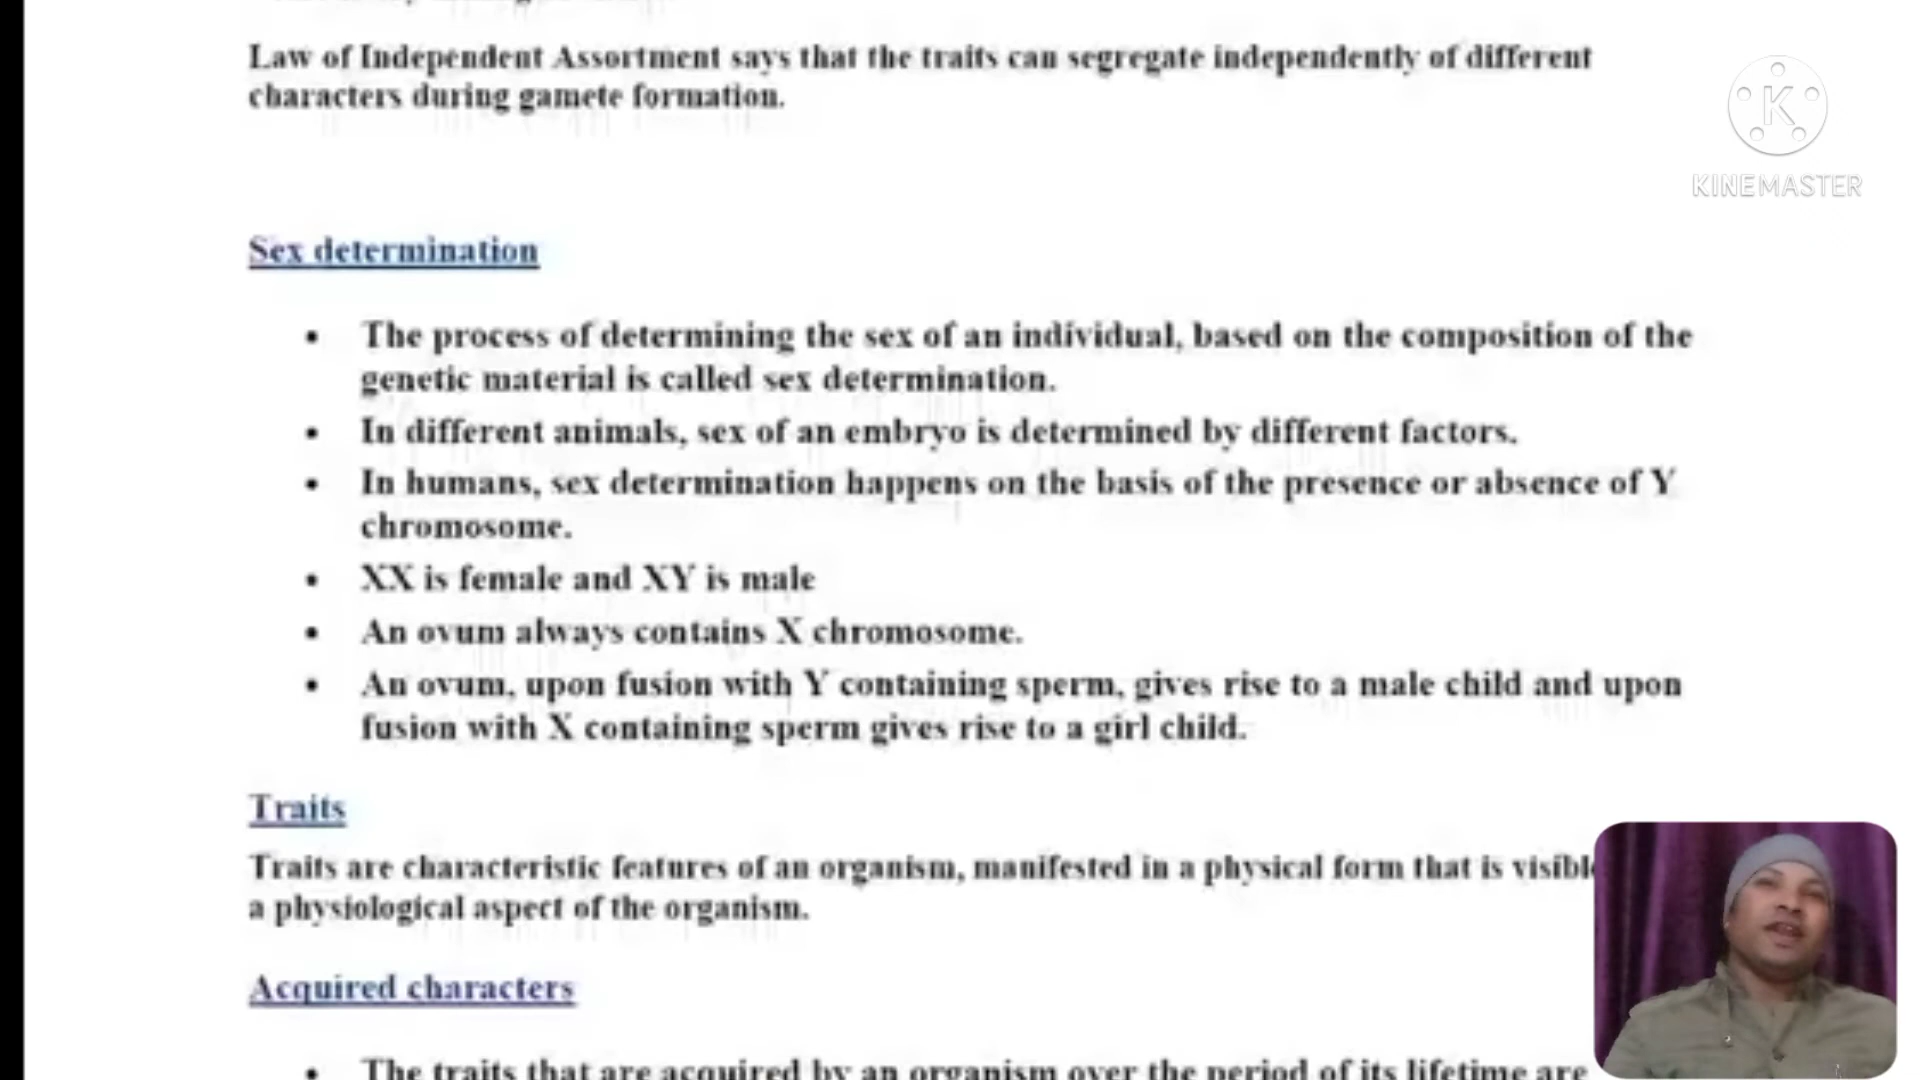 Law of Independent Assortment says that the traits can segregate independently of different
characters during gamete formation.
K
KINEMASTER
Sex determination
• The process of determining the sex of an individual, based on the composition of the
genetic material is called sex determination.
• In different animals, sex of an embryo is determined by different factors.
• In humans, sex determination happens on the basis of the presence or absence of Y
chromosome.
• XX is female and XY is male
• An ovum always contains X chromosome.
• An ovum, upon fusion with Y containing sperm, gives rise to a male child and upon
fusion with X containing sperm gives rise to a girl child.
Traits
Traits are characteristic features of an organism, manifested in a physical form that is
a physiological aspect of the organism.
Acquired characters
• The traits that are acquired by an organism over the period of its lifetime are